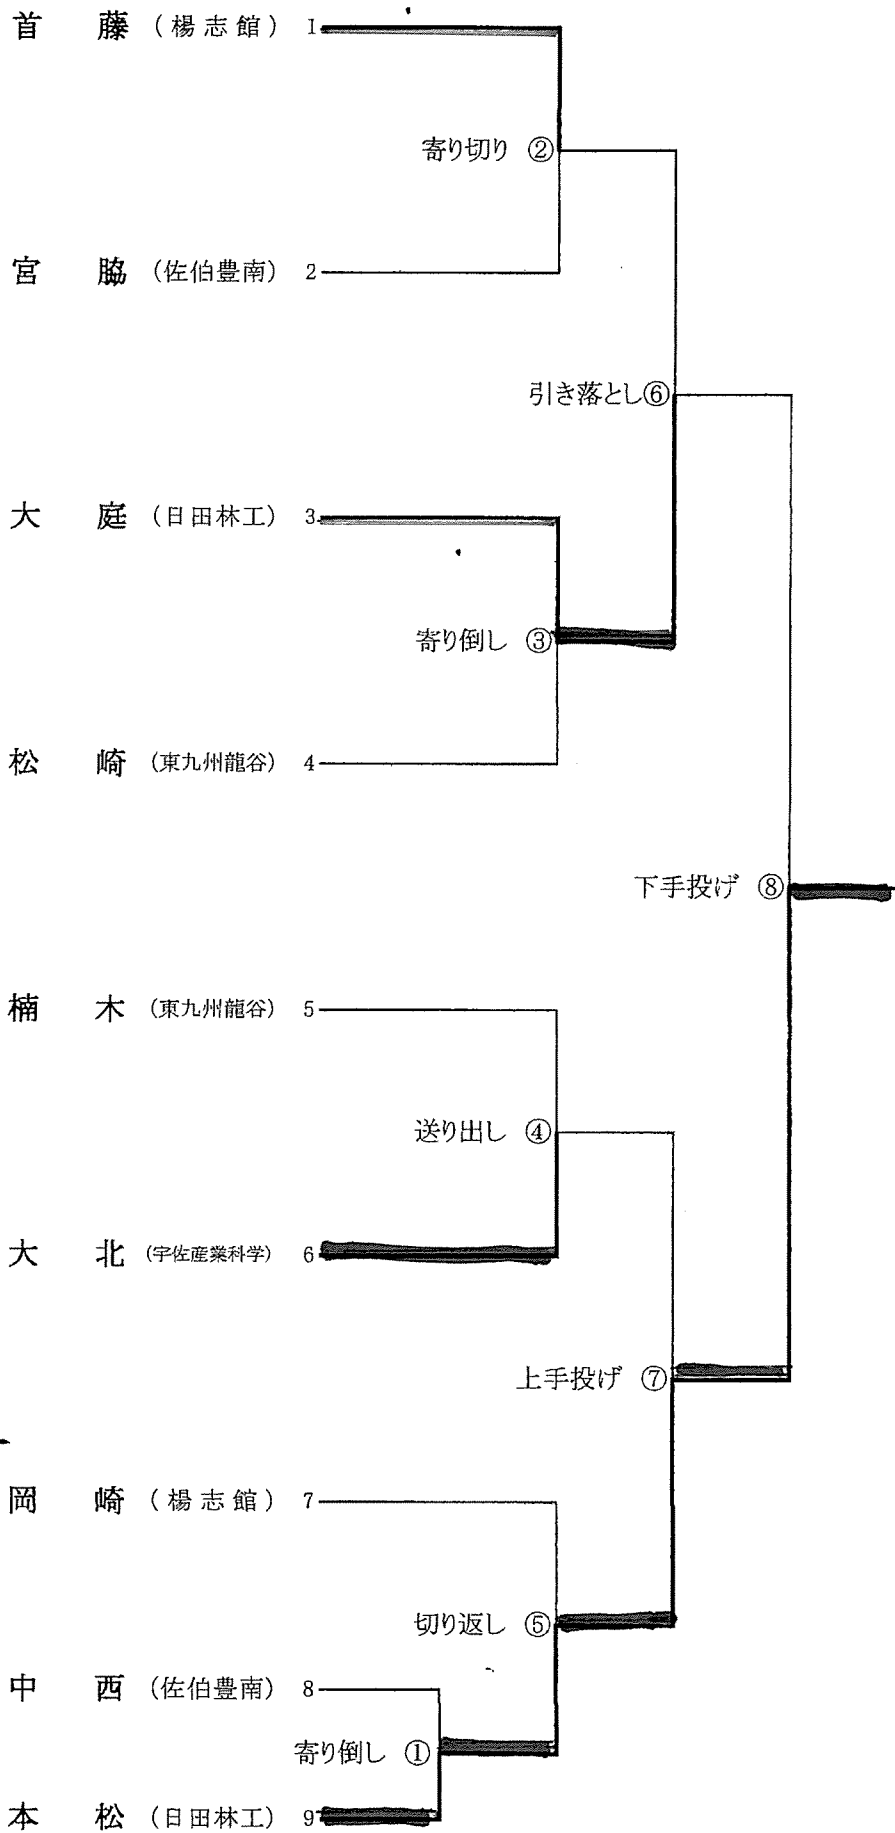 首 藤 (楊志館) 1
寄り切り ②
宮 脇 (佐伯豊南) 2
引き落とし⑥
大 庭 (日田林工) 3
寄り倒し ③
松 崎 (東九州龍谷) 4
下手投げ ⑧
楠 木 (東九州龍谷) 5
送り出し ④
大 北 (宇佐産業科学) 6
上手投げ ⑦
岡 崎 (楊志館) 7
切り返し ⑤
中 西 (佐伯豊南) 8
寄り倒し ①
本 松 (日田林工) 9